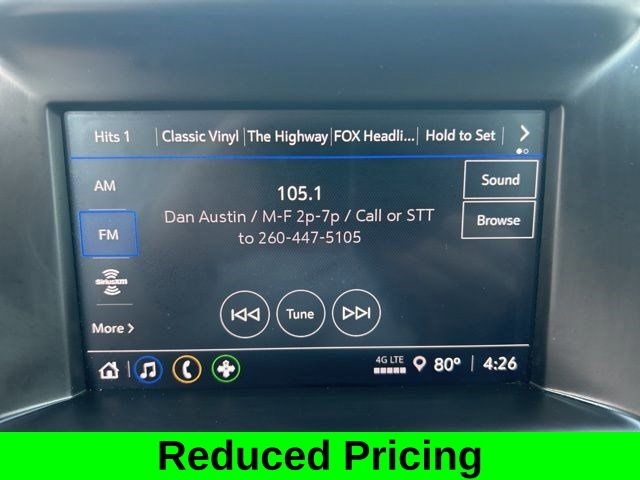 Hits 1 | Classic Vinyl | The Highway | FOX Headli... | Hold to Set | >
AM
105.1
Sound
Dan Austin / M-F 2p-7p / Call or STT
to 260-447-5105
Browse
FM
SiriusXM
Tune
More >
4G LTE
80° | 4:26
Reduced Pricing